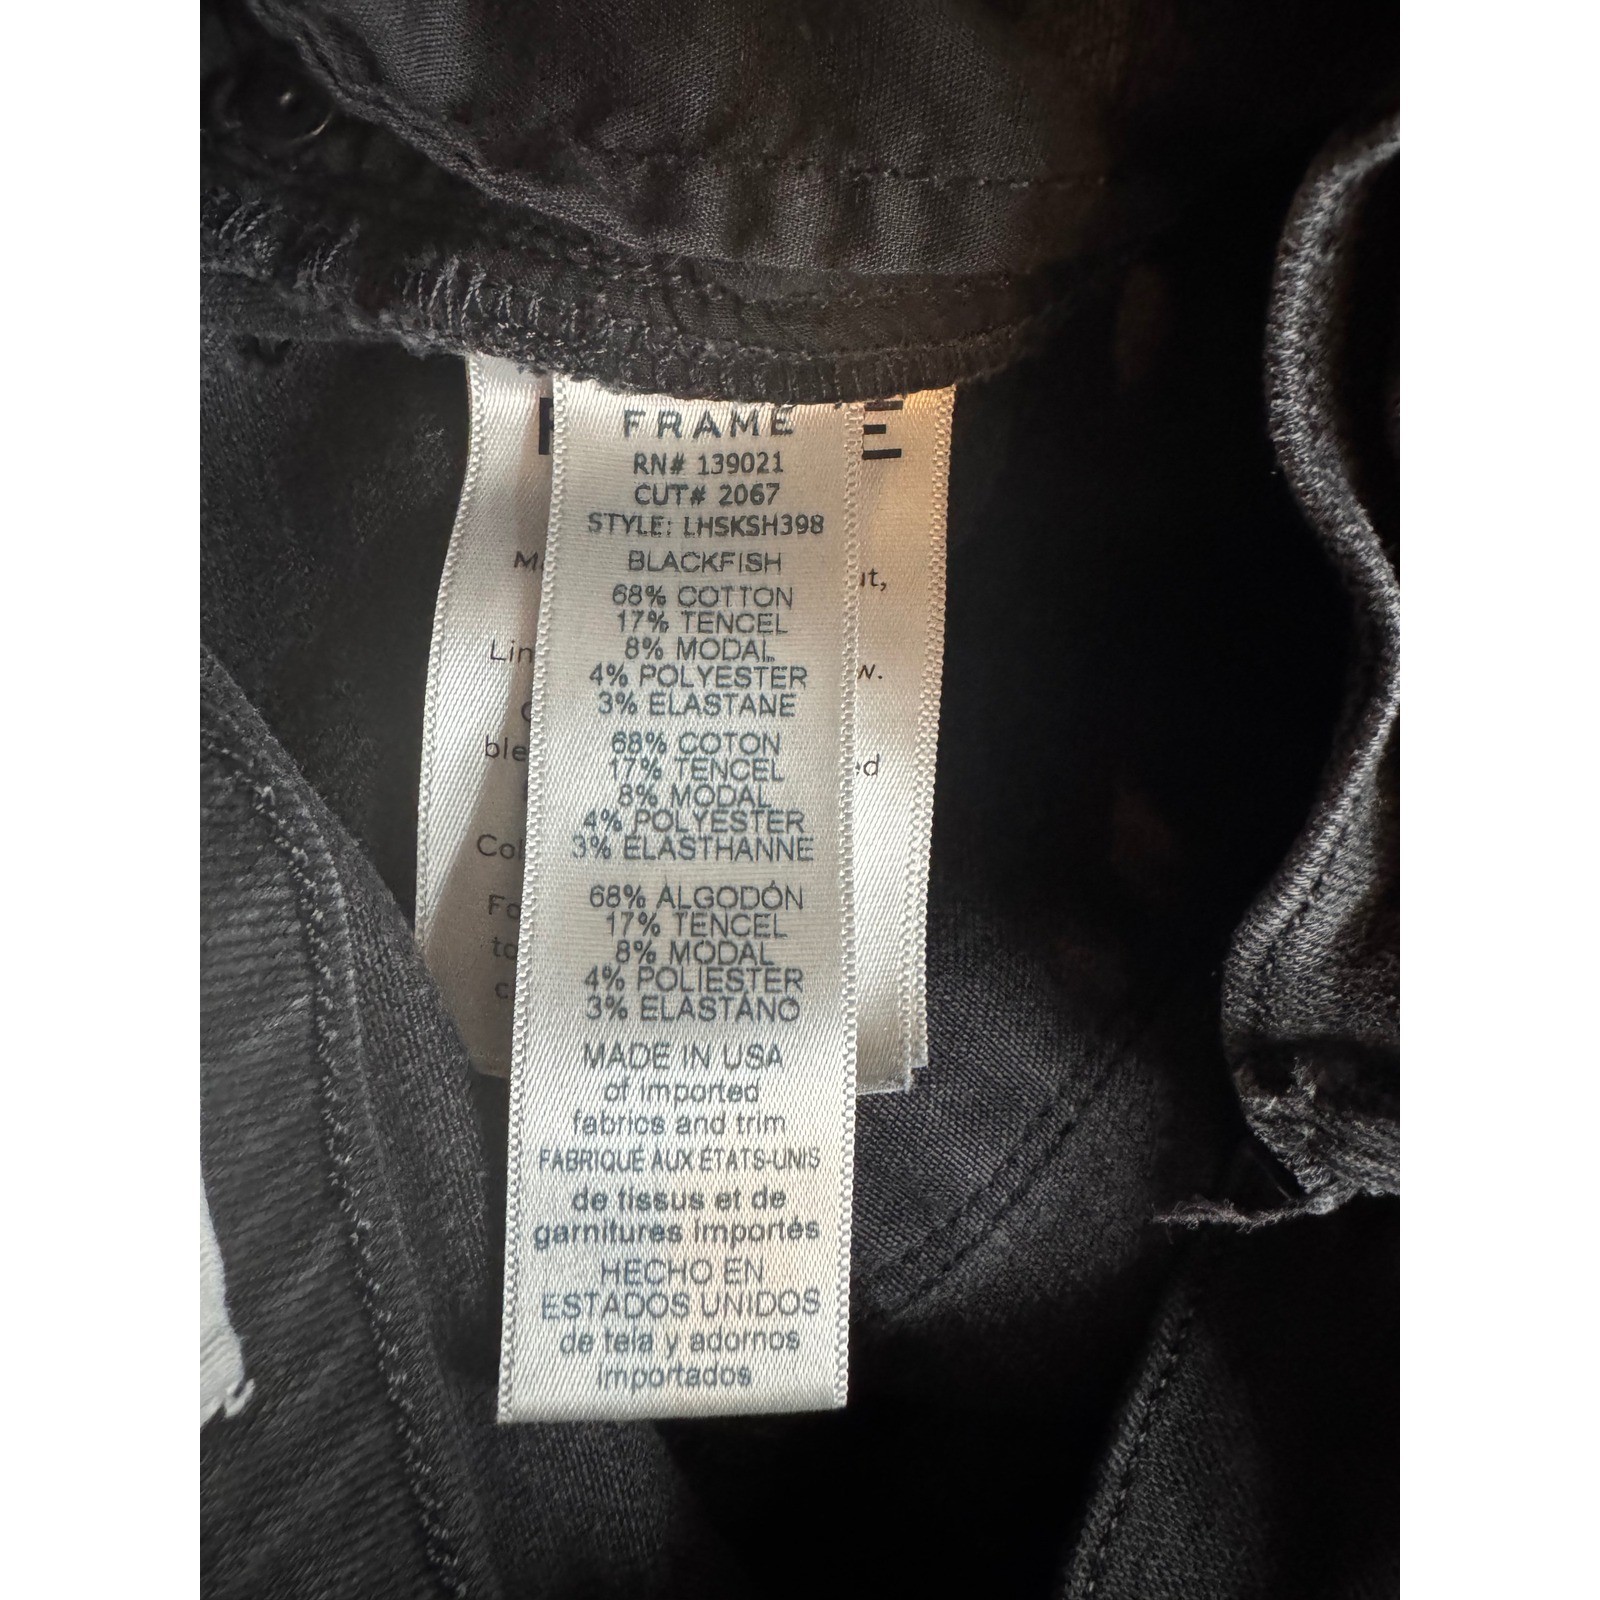 FRAME
RN# 139021
CUT# 2067
STYLE: LHSKSH398
BLACKFISH
68% COTTON
17% TENCEL
8% MODAL
4% POLYESTER
3% ELASTANE
68% COTON
17% TENCEL
8% MODAL
4% POLYESTER
3% ELASTHANNE
68% ALGODÓN
17% TENCEL
8% MODAL
4% POLIESTER
3% ELASTÁNO
MADE IN USA
of imported
fabrics and trim
FABRIQUÉ AUX ÉTATS-UNIS
de tissus et de
garnitures importés
HECHO EN
ESTADOS UNIDOS
de tela y adornos
importados